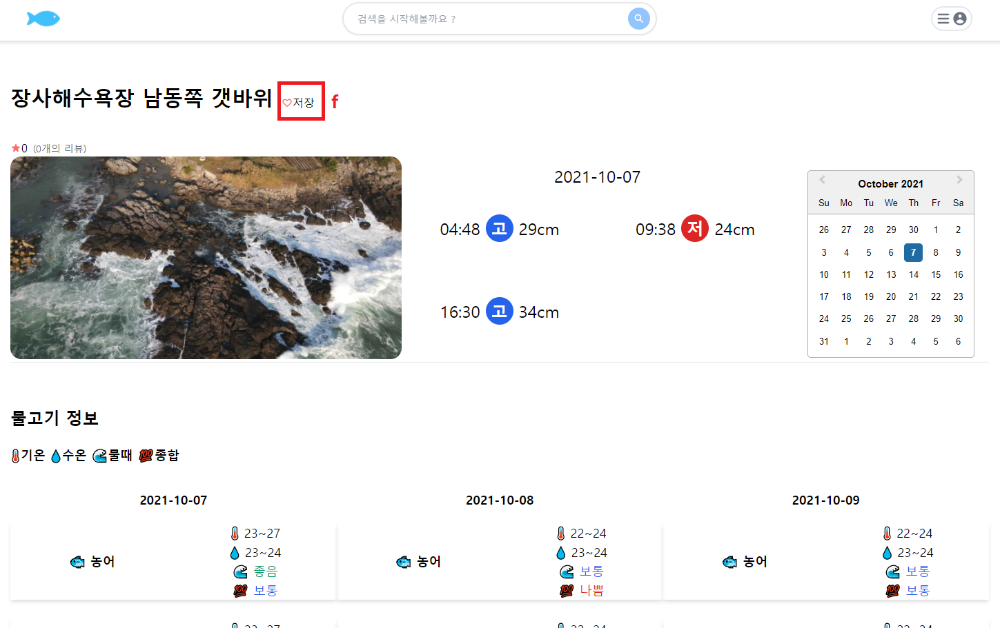 검색을 시작해볼까요 ?
장사해수욕장 남동쪽 갯바위 저장 f
0 (0개의 리뷰)
2021-10-07
04:48 고 29cm 09:38 저 24cm
16:30 고 34cm
October 2021
Su Mo Tu We Th Fr Sa
26 27 28 29 30 1 2
3 4 5 6 7 8 9
10 11 12 13 14 15 16
17 18 19 20 21 22 23
24 25 26 27 28 29 30
31 1 2 3 4 5 6
물고기 정보
기온 수온 물때 100 종합
2021-10-07 2021-10-08 2021-10-09
농어
23~27
23~24
좋음
100 보통
농어
22~24
23~24
보통
100 나쁨
농어
22~24
23~24
보통
100 보통